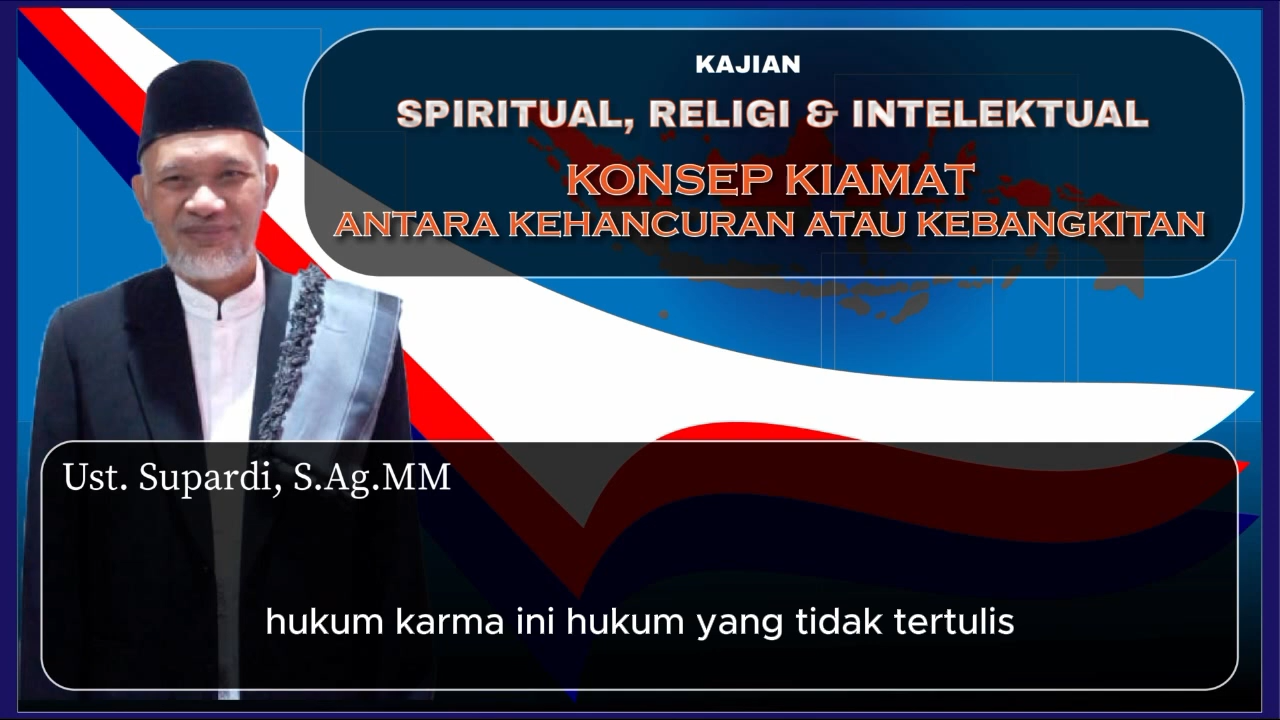 KAJIAN
SPIRITUAL, RELIGI & INTELEKTUAL
KONSEP KIAMAT
ANTARA KEHANCURAN ATAU KEBANGKITAN
Ust. Supardi, S.Ag.MM
hukum karma ini hukum yang tidak tertulis